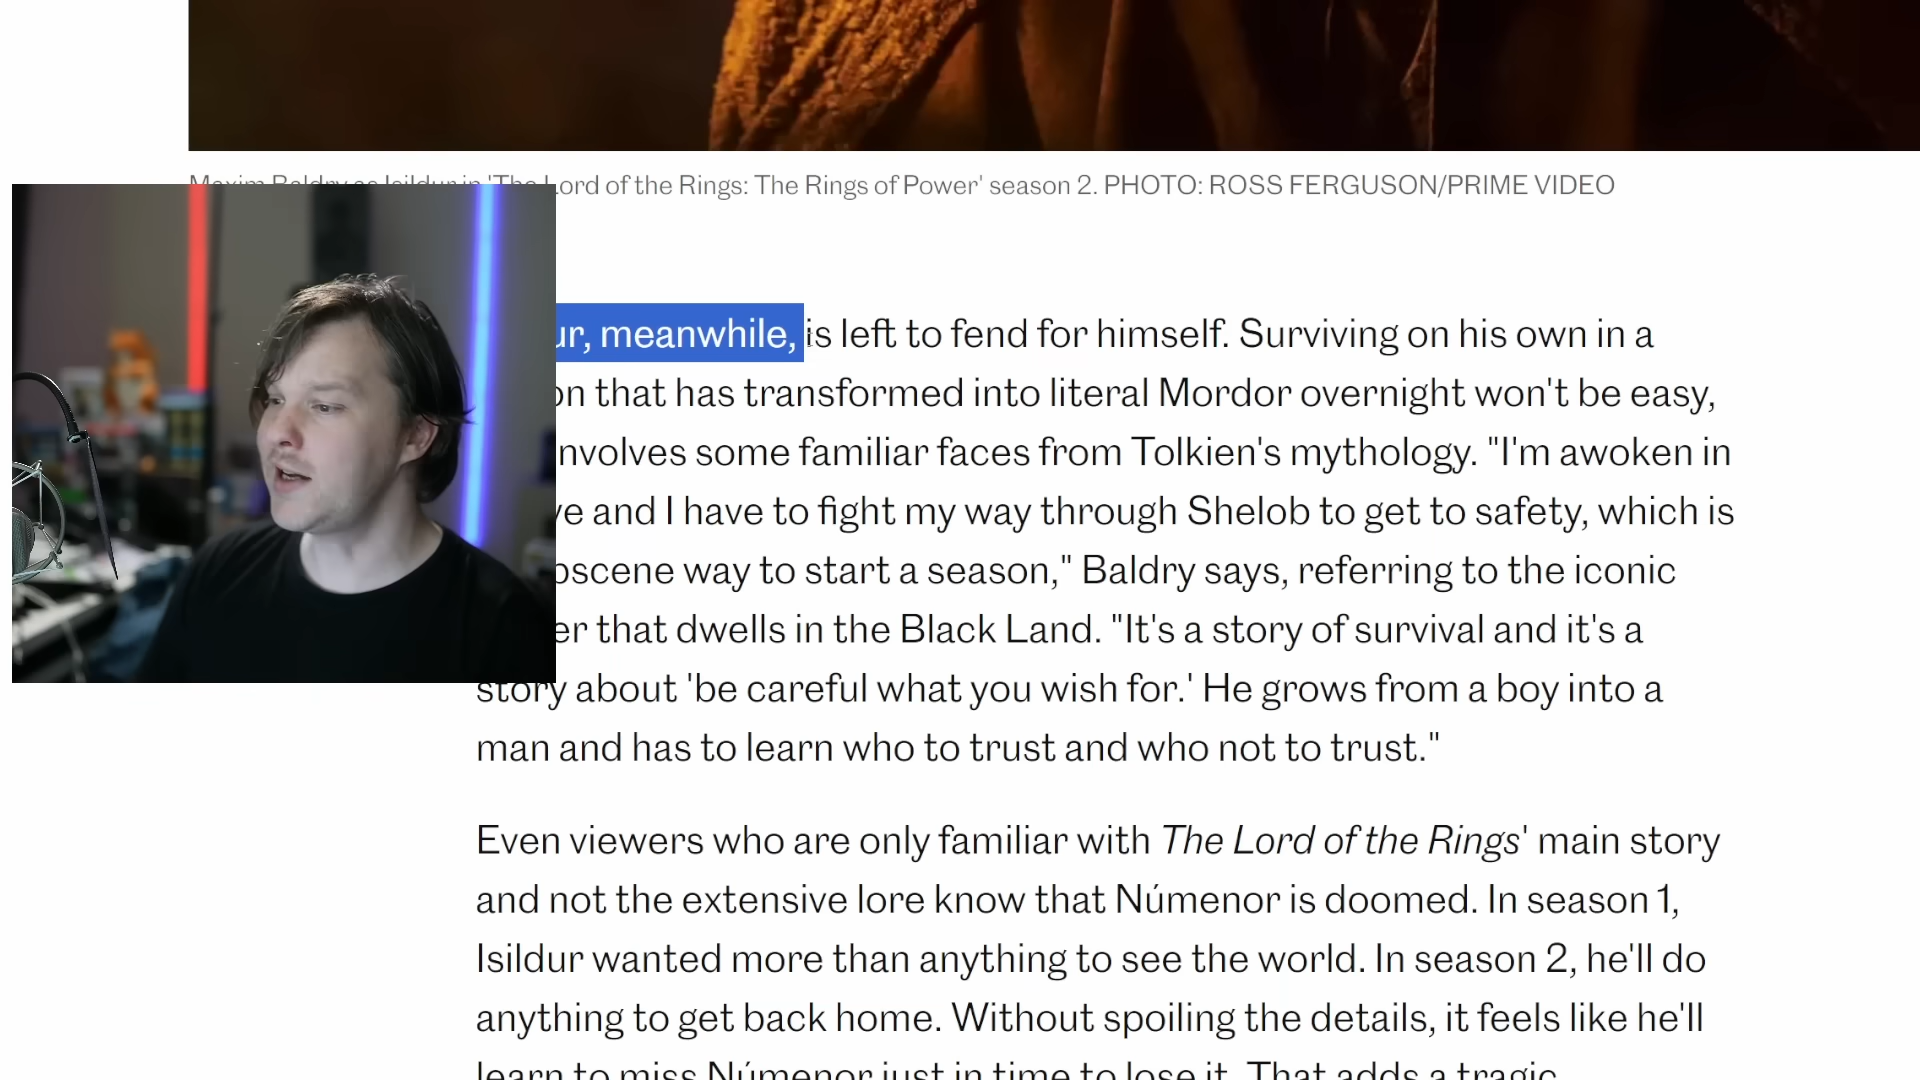 Maxim Baldry as Isildur in 'The Lord of the Rings: The Rings of Power' season 2. PHOTO: ROSS FERGUSON/PRIME VIDEO
ur, meanwhile, is left to fend for himself. Surviving on his own in a
on that has transformed into literal Mordor overnight won't be easy,
nvolves some familiar faces from Tolkien's mythology. "I'm awoken in
ve and I have to fight my way through Shelob to get to safety, which is
bscene way to start a season," Baldry says, referring to the iconic
er that dwells in the Black Land. "It's a story of survival and it's a
story about 'be careful what you wish for.' He grows from a boy into a
man and has to learn who to trust and who not to trust."
Even viewers who are only familiar with The Lord of the Rings' main story
and not the extensive lore know that Númenor is doomed. In season 1,
Isildur wanted more than anything to see the world. In season 2, he'll do
anything to get back home. Without spoiling the details, it feels like he'll
learn to miss Númenor just in time to lose it. That adds a tragic